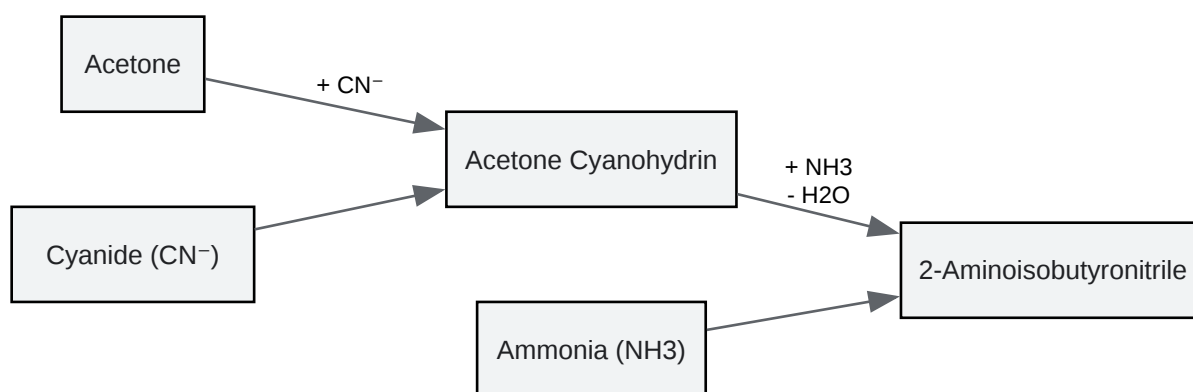 Acetone
+ CN⁻
Acetone Cyanohydrin
+ NH3
- H2O
Cyanide (CN⁻)
2-Aminoisobutyronitrile
Ammonia (NH3)